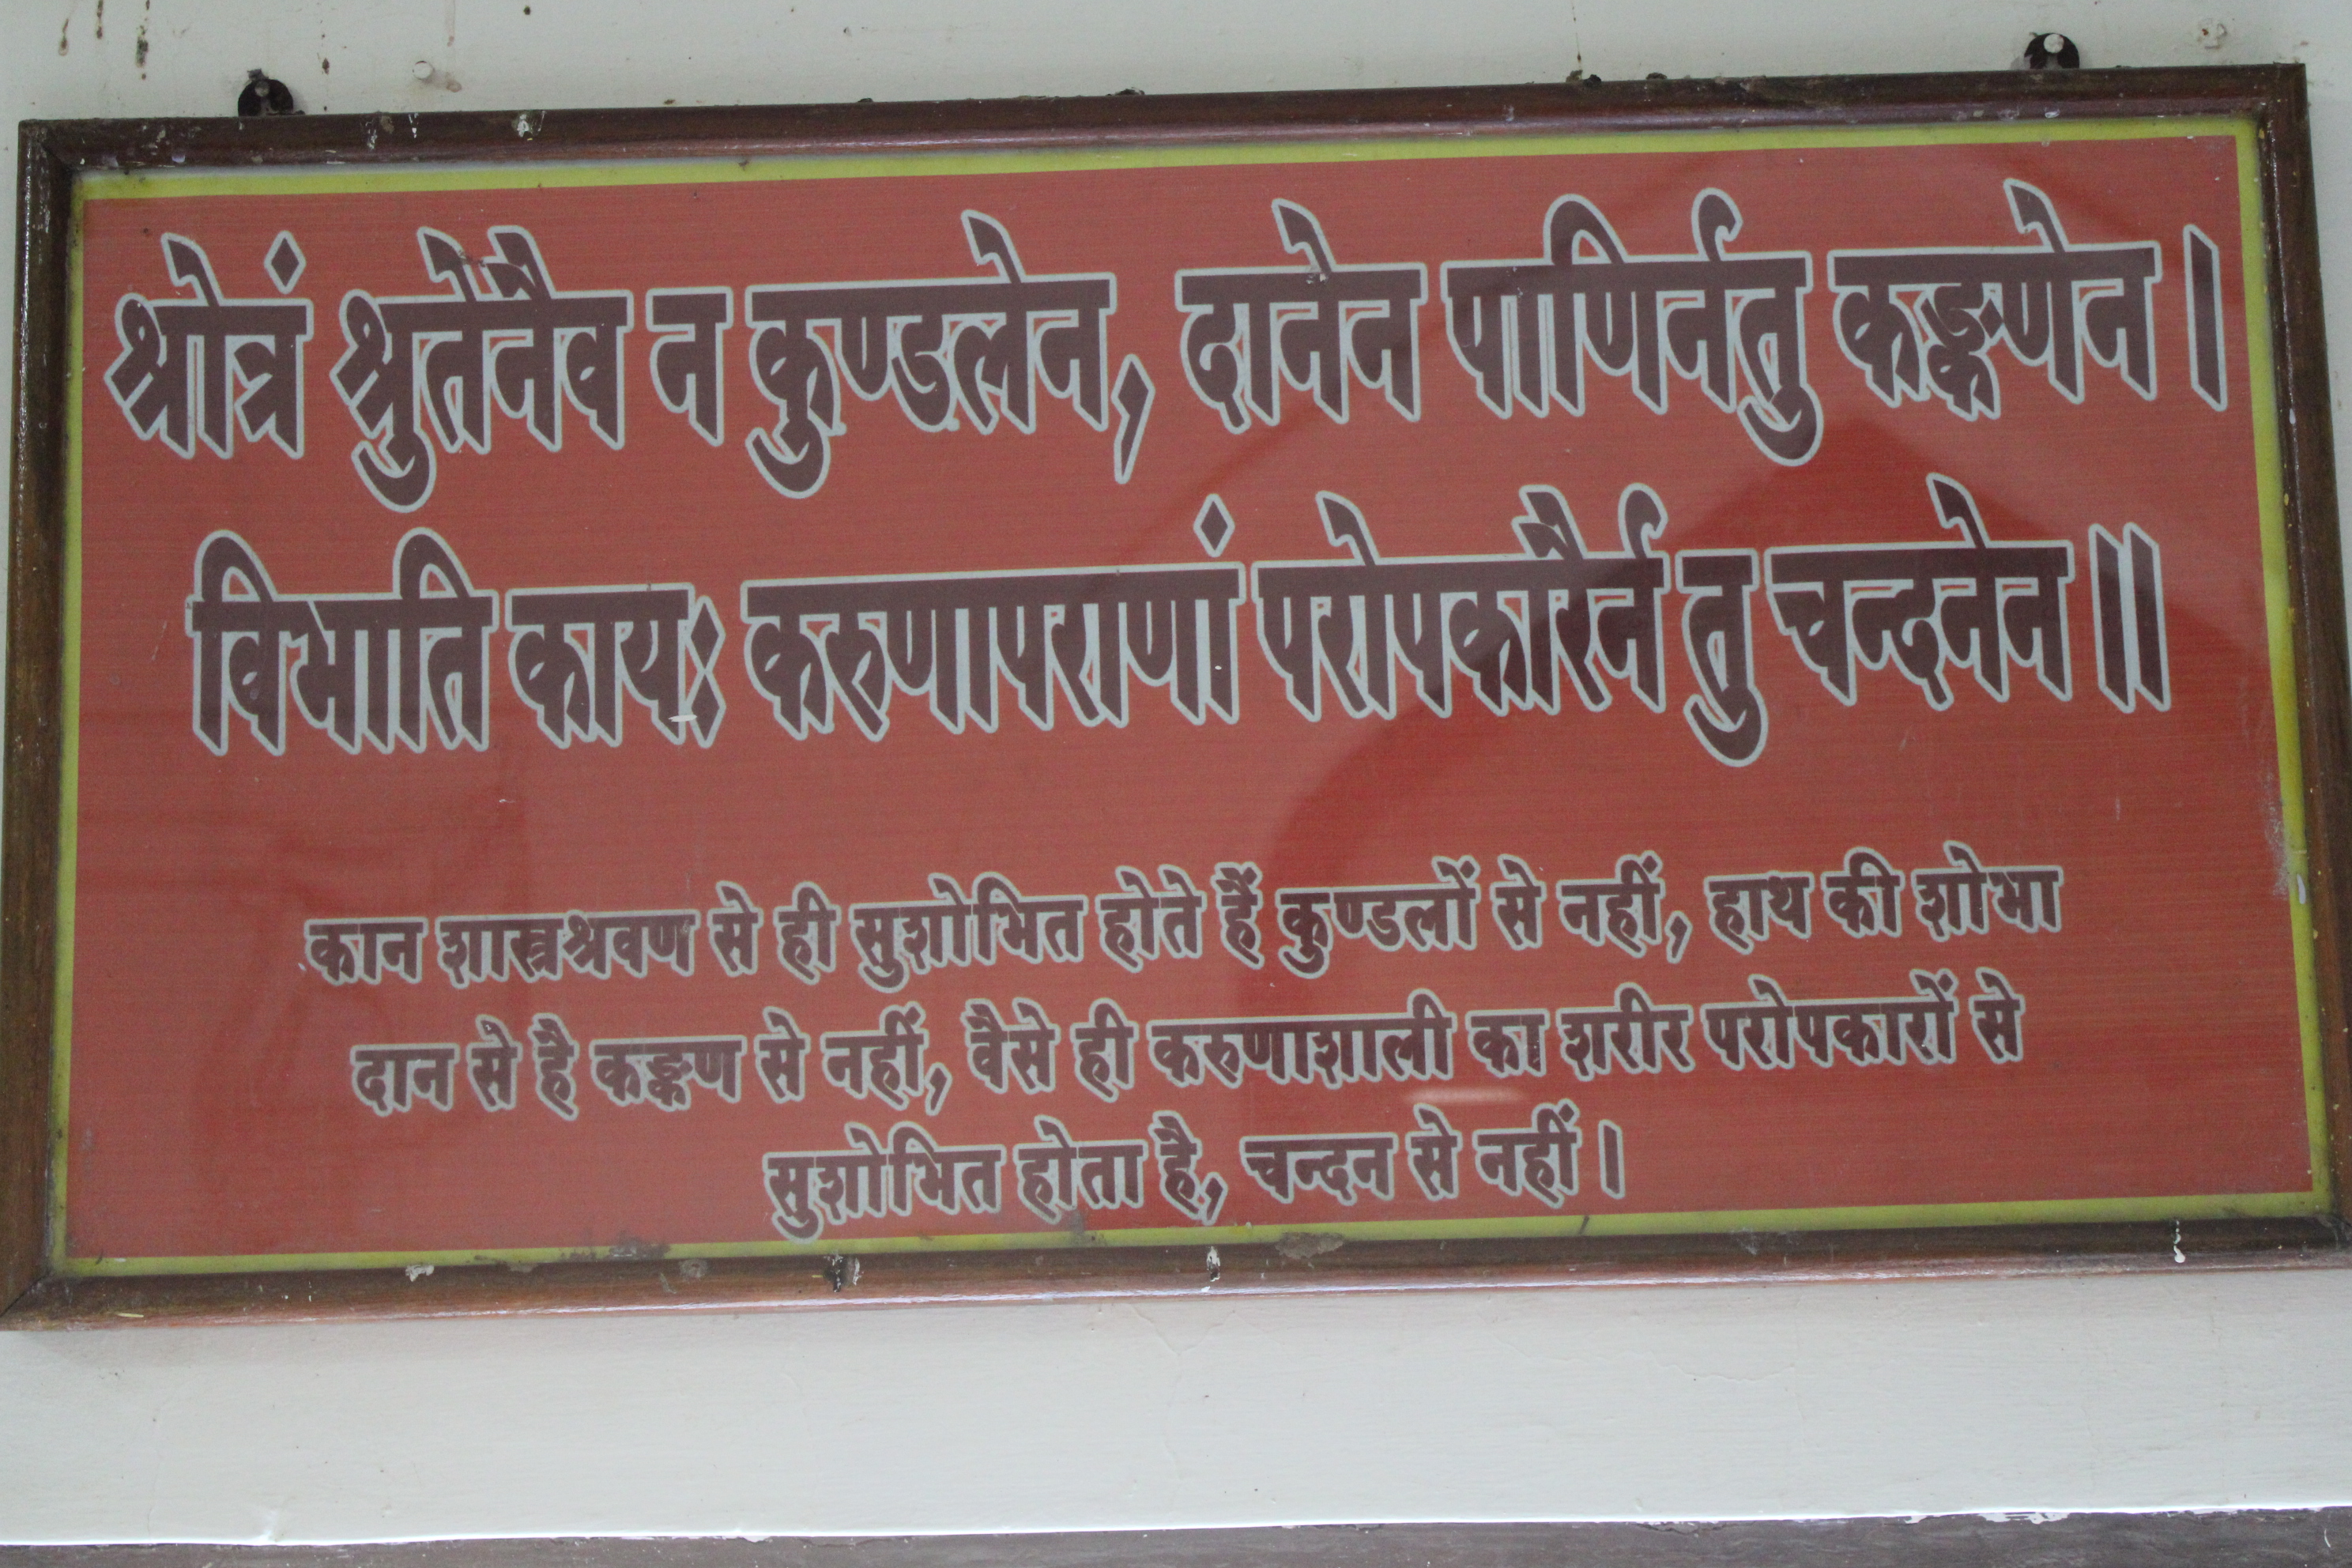 श्रोत्रं श्रुतेनैव न कुण्डलेन, दानेन पाणिर्नतु कङ्कणेन ।
विभाति कायः करुणापराणां परोपकारैर्न तु चन्दनेन ॥
कान शास्त्रश्रवण से ही सुशोभित होते हैं कुण्डलों से नहीं, हाथ की शोभा
दान से है कङ्कण से नहीं, वैसे ही करुणाशाली का शरीर परोपकारों से
सुशोभित होता है, चन्दन से नहीं ।